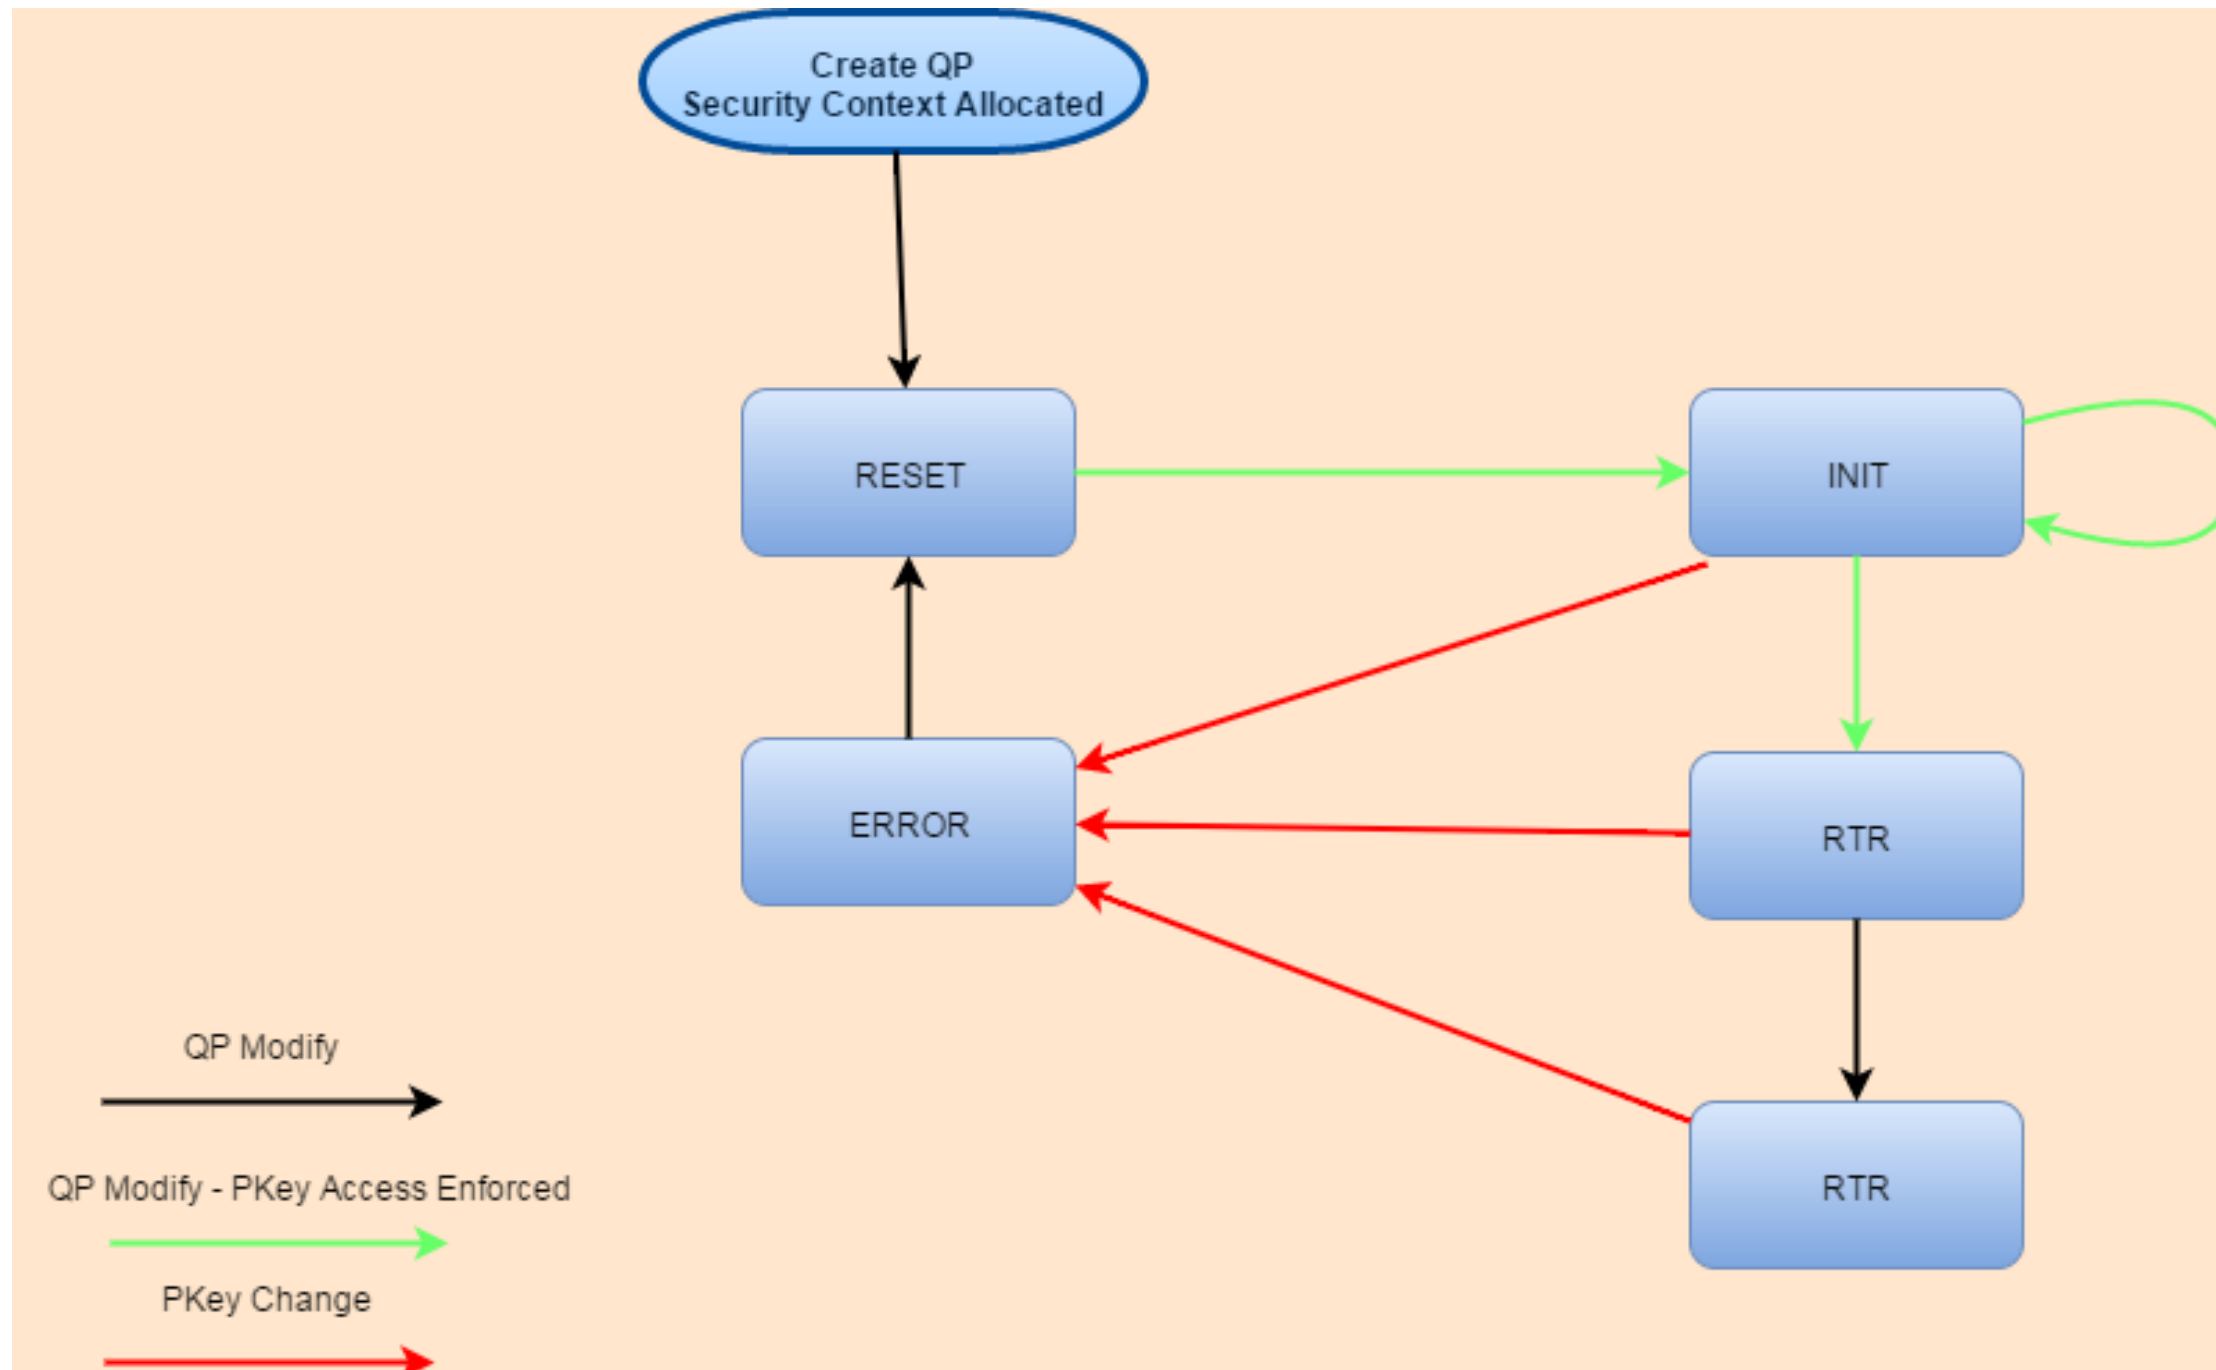 Create QP
Security Context Allocated
RESET
INIT
ERROR
RTR
RTR
QP Modify
QP Modify - PKey Access Enforced
PKey Change